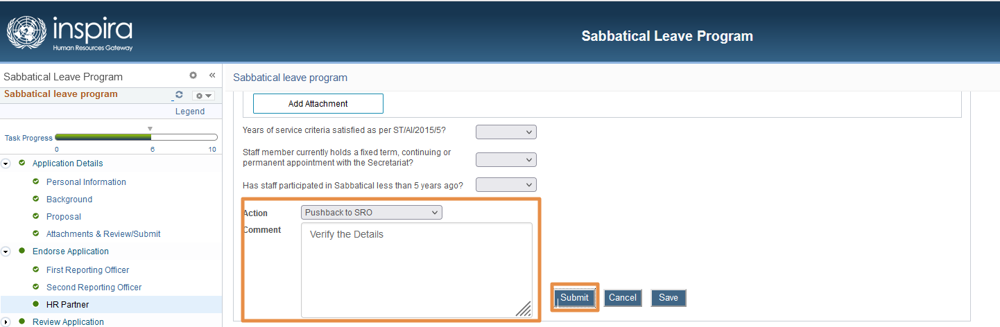 inspira
Human Resources Gateway
Sabbatical Leave Program
Sabbatical Leave Program
Sabbatical leave program
Legend
Task Progress
0 6 10
Application Details
Personal Information
Background
Proposal
Attachments & Review/Submit
Endorse Application
First Reporting Officer
Second Reporting Officer
HR Partner
Review Application
Sabbatical leave program
Add Attachment
Years of service criteria satisfied as per ST/AI/2015/5?
Staff member currently holds a fixed term, continuing or
permanent appointment with the Secretariat?
Has staff participated in Sabbatical less than 5 years ago?
Action Pushback to SRO
Comment
Verify the Details
Submit Cancel Save